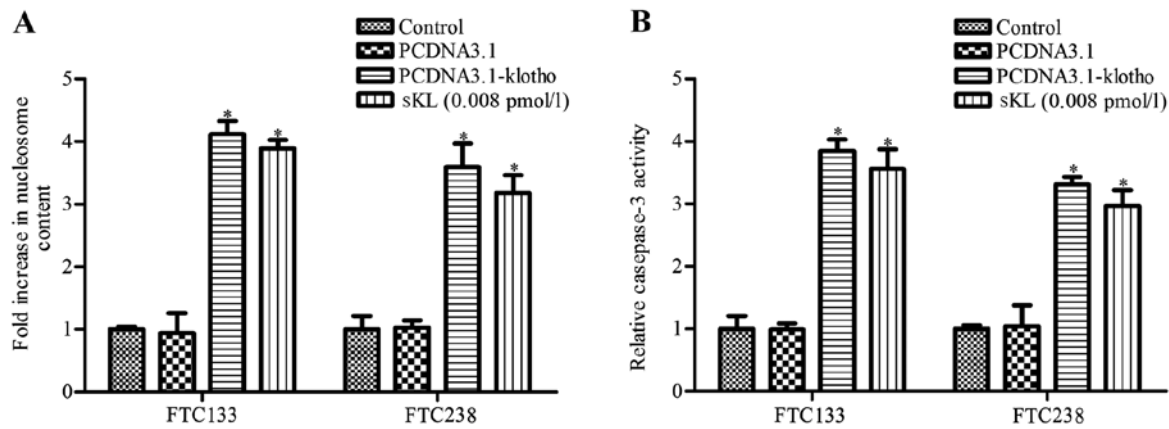 A
Control
PCDNA3.1
PCDNA3.1-klotho
sKL (0.008 pmol/l)
Fold increase in nucleosome
content
5
4
3
2
1
0
* * * *
FTC133 FTC238
B
Control
PCDNA3.1
PCDNA3.1-klotho
sKL (0.008 pmol/l)
Relative casepase-3 activity
5
4
3
2
1
0
* * * *
FTC133 FTC238